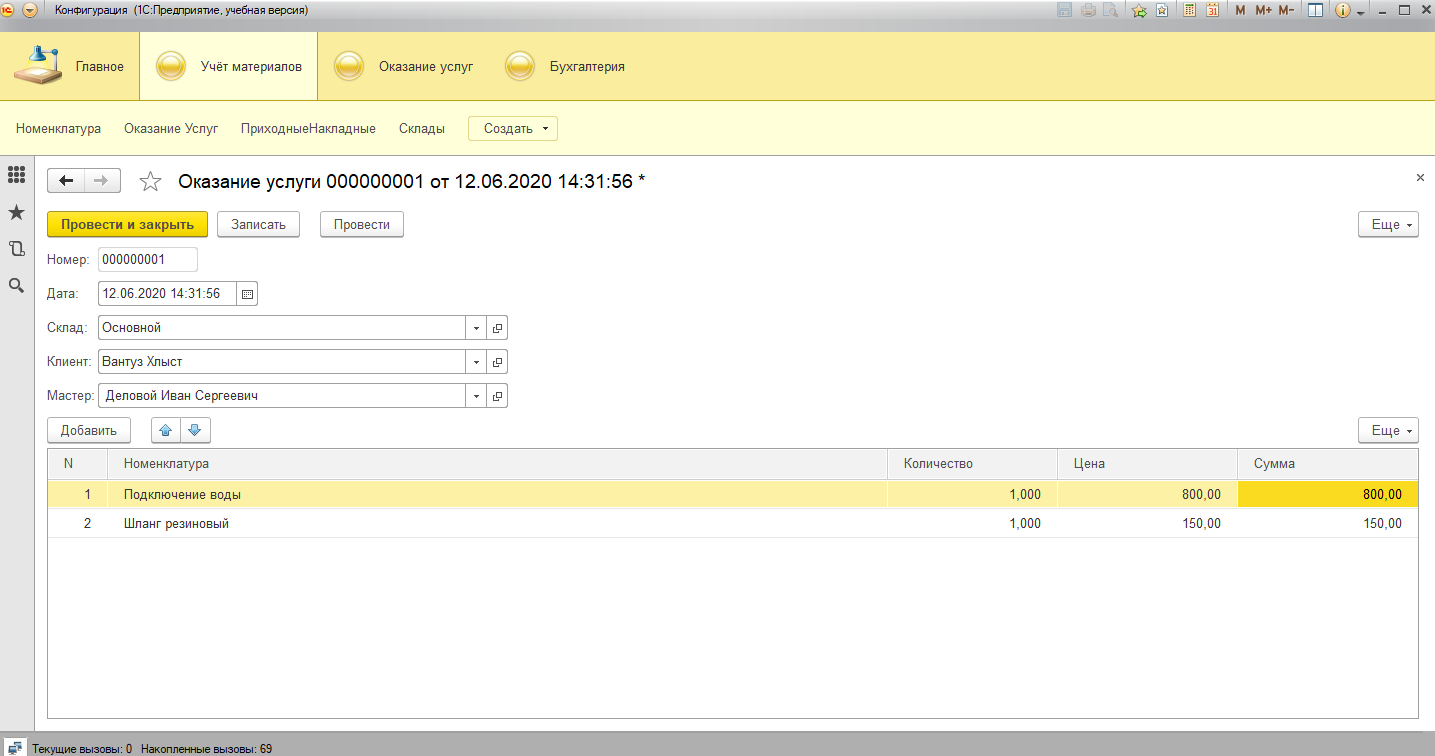 Конфигурация (1С:Предприятие, учебная версия)
M M+ M-
Главное Учёт материалов Оказание услуг Бухгалтерия
Номенклатура Оказание Услуг ПриходныеНакладные Склады Создать
Оказание услуги 000000001 от 12.06.2020 14:31:56 *
Провести и закрыть Записать Провести Еще
Номер: 000000001
Дата: 12.06.2020 14:31:56
Склад: Основной
Клиент: Вантуз Хлыст
Мастер: Деловой Иван Сергеевич
Добавить Еще
N Номенклатура Количество Цена Сумма
1 Подключение воды 1,000 800,00 800,00
2 Шланг резиновый 1,000 150,00 150,00
Текущие вызовы: 0 Накопленные вызовы: 69